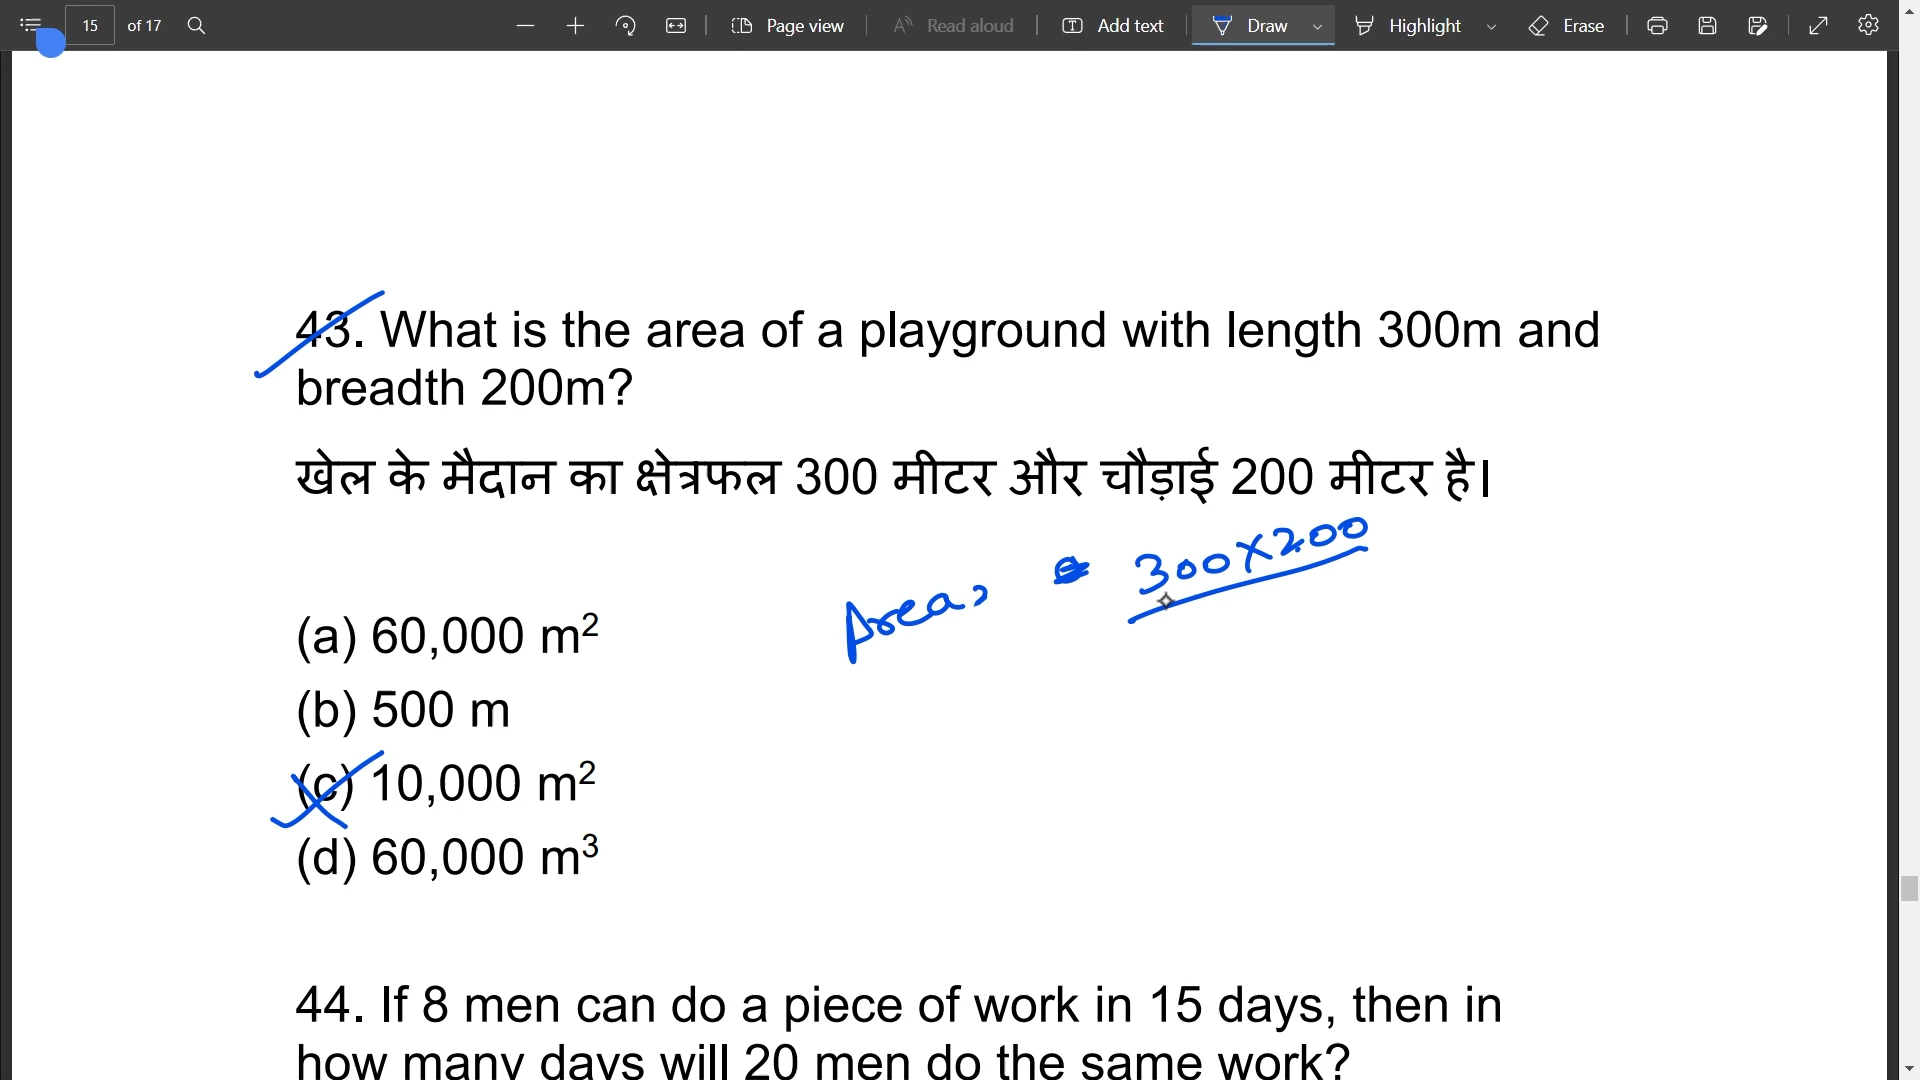 15 of 17 Page view Read aloud Add text Draw Highlight Erase
43. What is the area of a playground with length 300m and
breadth 200m?
खेल के मैदान का क्षेत्रफल 300 मीटर और चौड़ाई 200 मीटर है।
Area, = 300×200
(a) 60,000 m²
(b) 500 m
(c) 10,000 m²
(d) 60,000 m³
44. If 8 men can do a piece of work in 15 days, then in
how many days will 20 men do the same work?